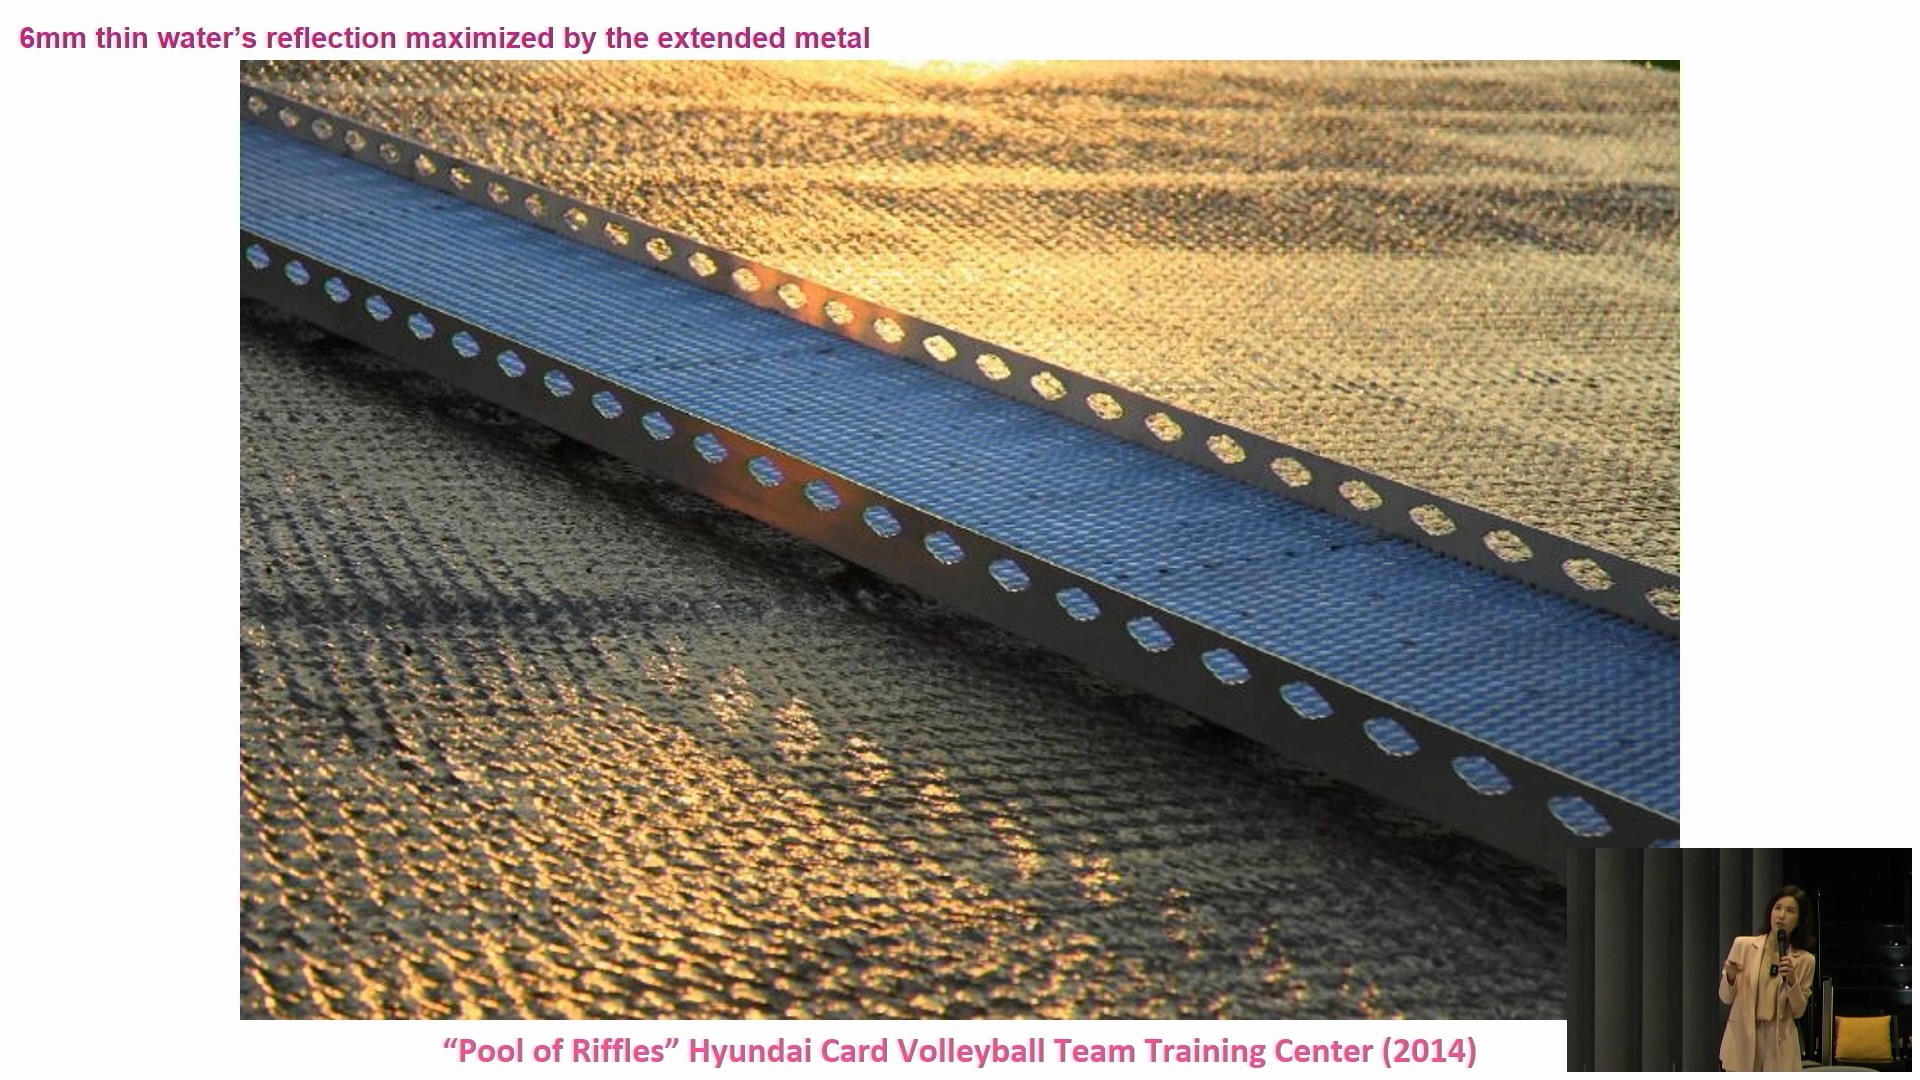 6mm thin water’s reflection maximized by the extended metal
“Pool of Riffles” Hyundai Card Volleyball Team Training Center (2014)